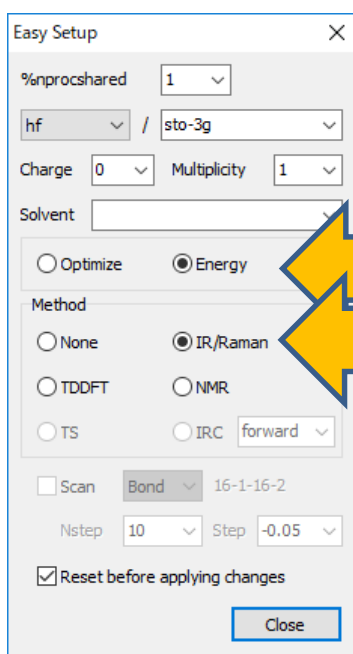 Easy Setup
%nprocshared 1
hf / sto-3g
Charge 0 Multiplicity 1
Solvent
Optimize Energy
Method
None IR/Raman
TDDFT NMR
TS IRC forward
Scan Bond 16-1-16-2
Nstep 10 Step -0.05
Reset before applying changes
Close